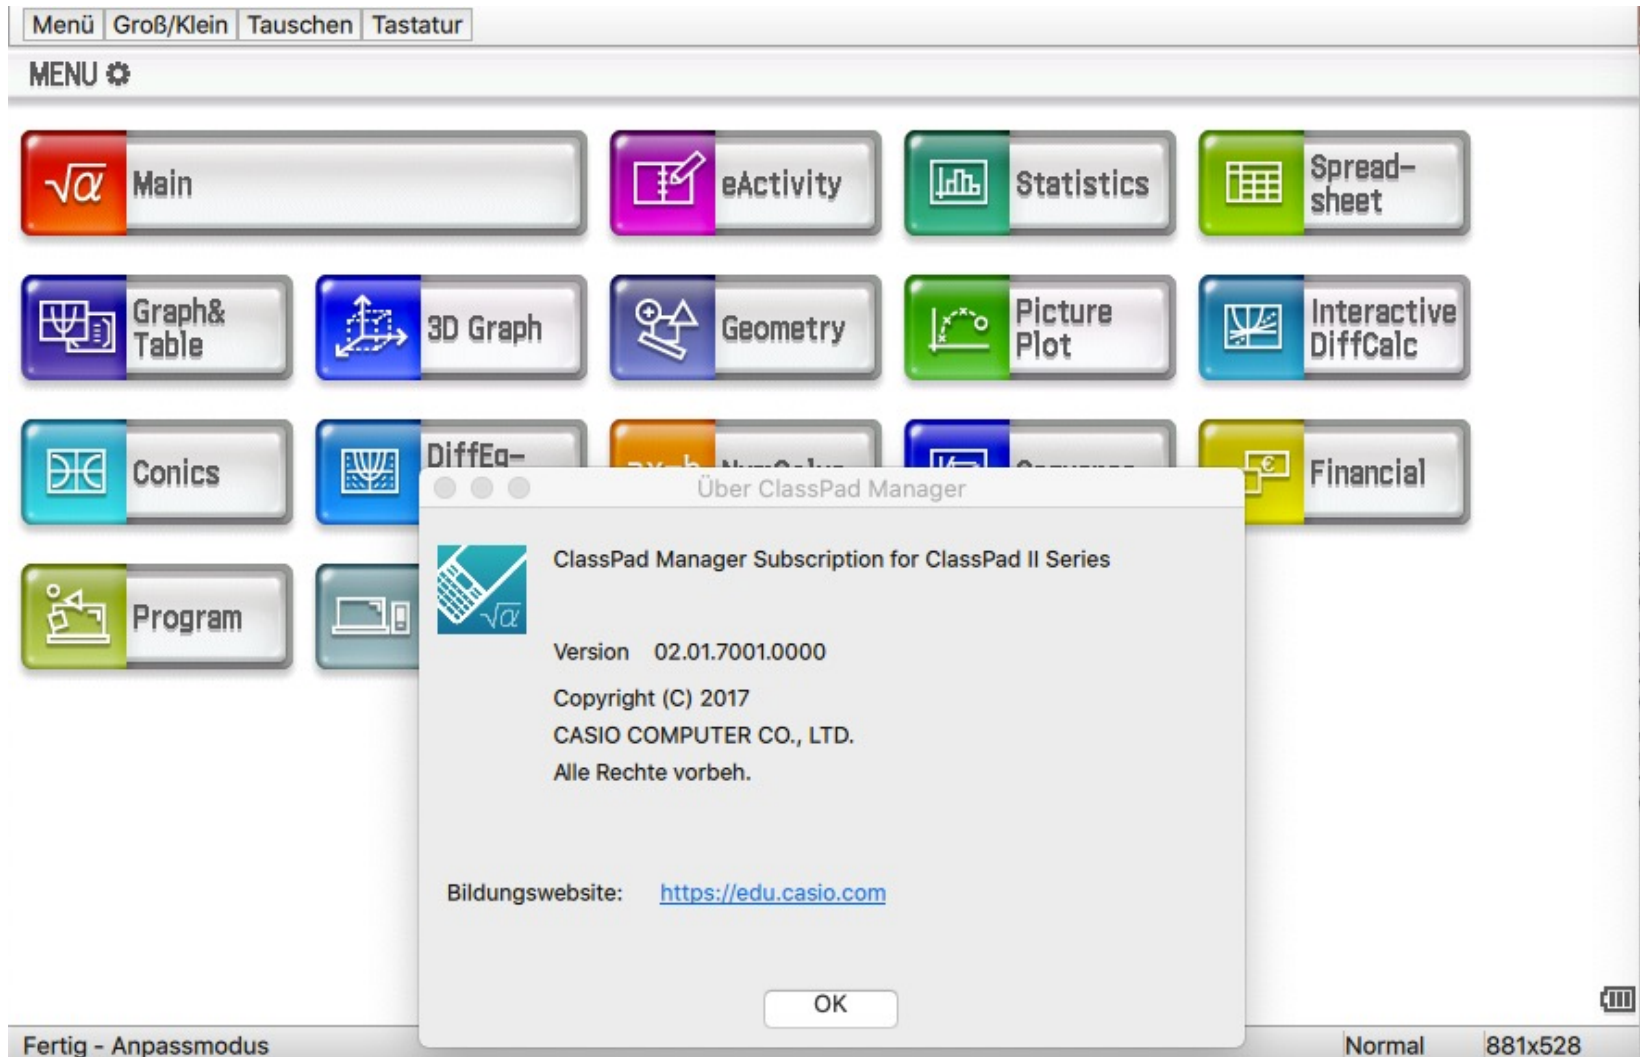 Menü Groß/Klein Tauschen Tastatur
MENU
√α Main
eActivity
Statistics
Spread-
sheet
Graph&
Table
3D Graph
Geometry
Picture
Plot
Interactive
DiffCalc
Conics
DiffEq-
€ Financial
Program
Über ClassPad Manager
ClassPad Manager Subscription for ClassPad II Series
√α
Version 02.01.7001.0000
Copyright (C) 2017
CASIO COMPUTER CO., LTD.
Alle Rechte vorbeh.
Bildungswebsite: https://edu.casio.com
OK
Fertig - Anpassmodus Normal 881x528